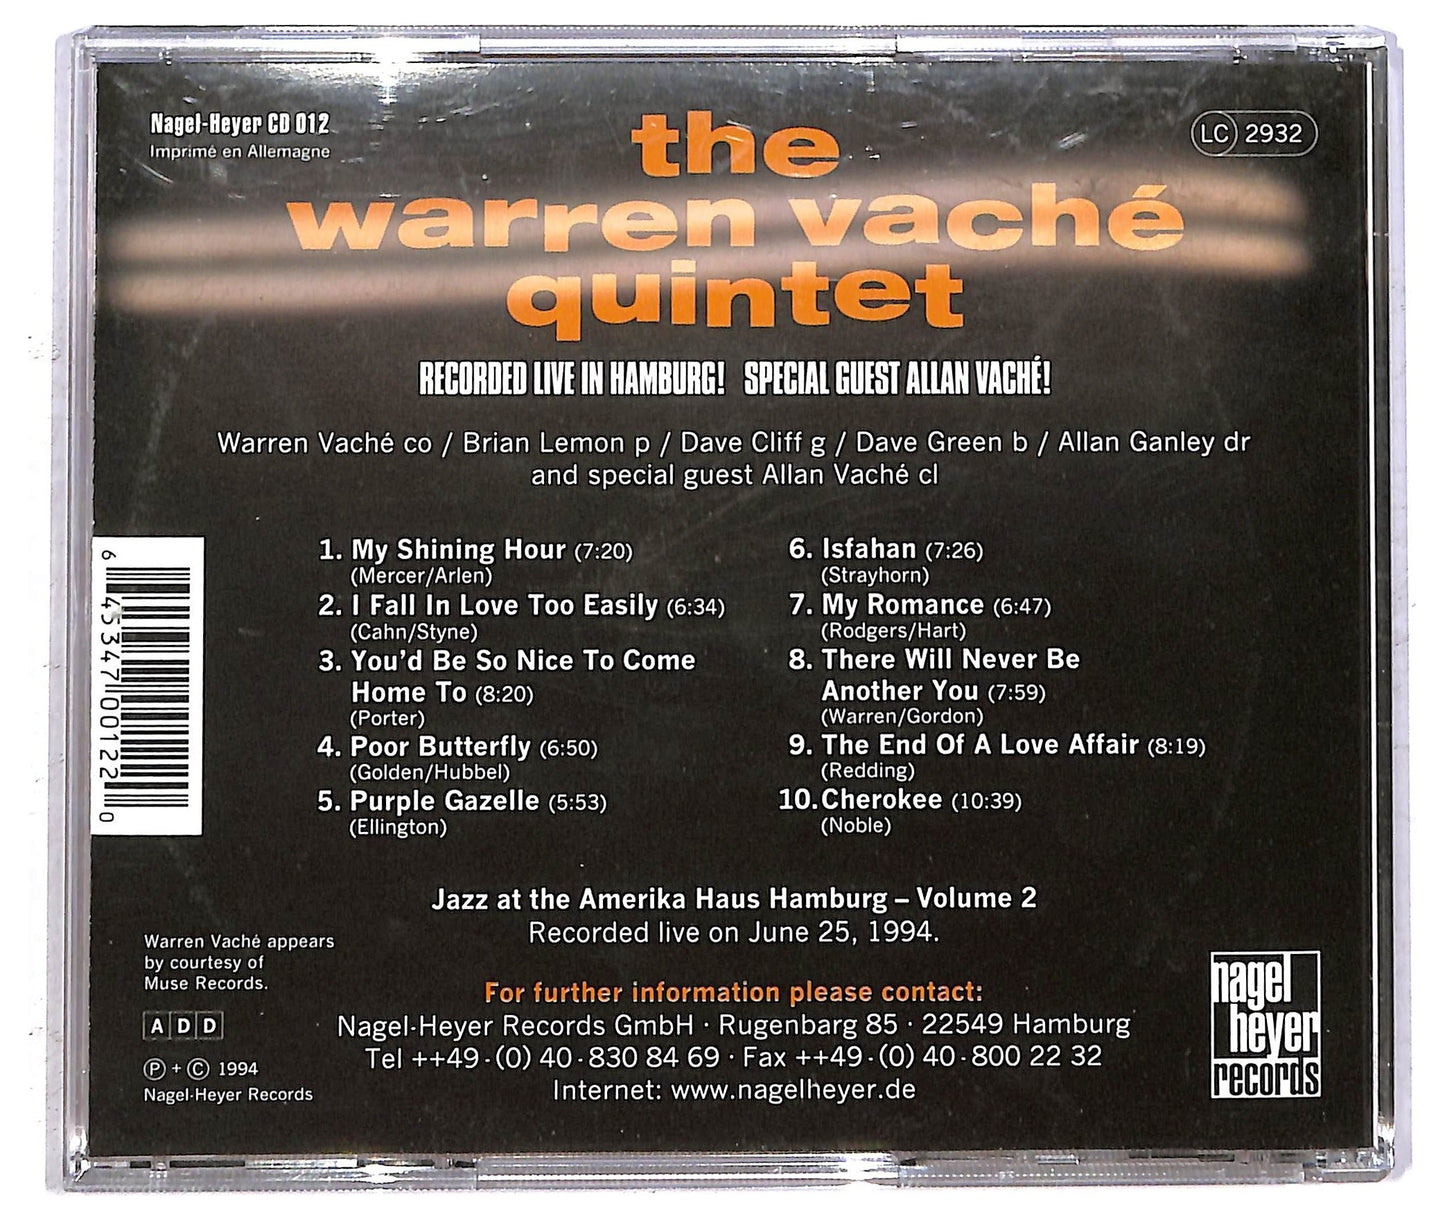 Nagel-Heyer CD 012
Imprimé en Allemagne
LC 2932
the
warren vaché
quintet
RECORDED LIVE IN HAMBURG! SPECIAL GUEST ALLAN VACHÉ!
Warren Vaché co / Brian Lemon p / Dave Cliff g / Dave Green b / Allan Ganley dr
and special guest Allan Vaché cl
1. My Shining Hour (7:20)
(Mercer/Arlen)
2. I Fall In Love Too Easily (6:34)
(Cahn/Styne)
3. You'd Be So Nice To Come
Home To (8:20)
(Porter)
4. Poor Butterfly (6:50)
(Golden/Hubbel)
5. Purple Gazelle (5:53)
(Ellington)
6. Isfahan (7:26)
(Strayhorn)
7. My Romance (6:47)
(Rodgers/Hart)
8. There Will Never Be
Another You (7:59)
(Warren/Gordon)
9. The End Of A Love Affair (8:19)
(Redding)
10. Cherokee (10:39)
(Noble)
6 45347 00122 0
Jazz at the Amerika Haus Hamburg – Volume 2
Recorded live on June 25, 1994.
Warren Vaché appears
by courtesy of
Muse Records.
A D D
℗ + © 1994
Nagel-Heyer Records
For further information please contact:
Nagel-Heyer Records GmbH · Rugenbarg 85 · 22549 Hamburg
Tel ++49 · (0) 40 · 830 84 69 · Fax ++49 · (0) 40 · 800 22 32
Internet: www.nagelheyer.de
nagel
heyer
records